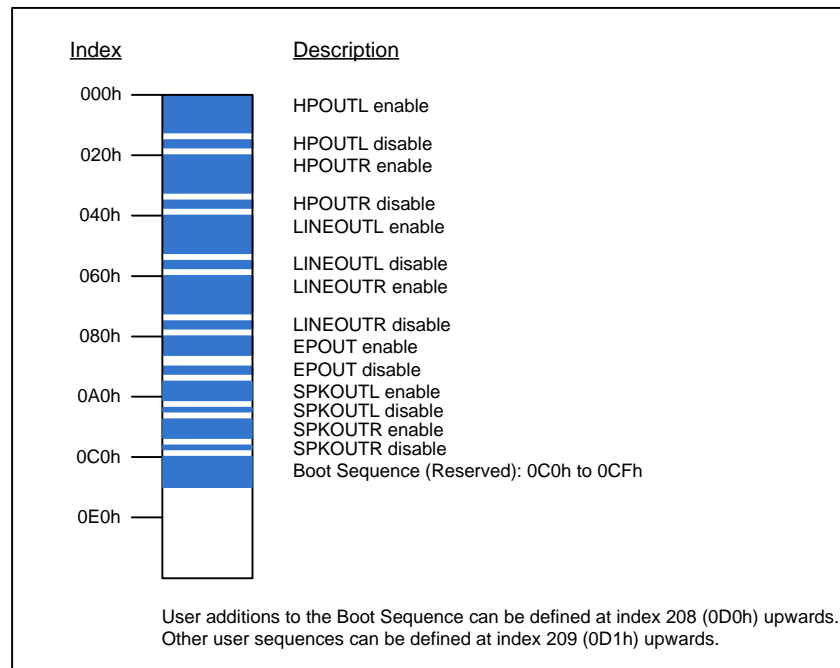 Index Description
000h
HPOUTL enable
HPOUTL disable
020h
HPOUTR enable
HPOUTR disable
040h
LINEOUTL enable
LINEOUTL disable
060h
LINEOUTR enable
LINEOUTR disable
080h
EPOUT enable
EPOUT disable
SPKOUTL enable
0A0h
SPKOUTL disable
SPKOUTR enable
SPKOUTR disable
0C0h
Boot Sequence (Reserved): 0C0h to 0CFh
0E0h
User additions to the Boot Sequence can be defined at index 208 (0D0h) upwards.
Other user sequences can be defined at index 209 (0D1h) upwards.